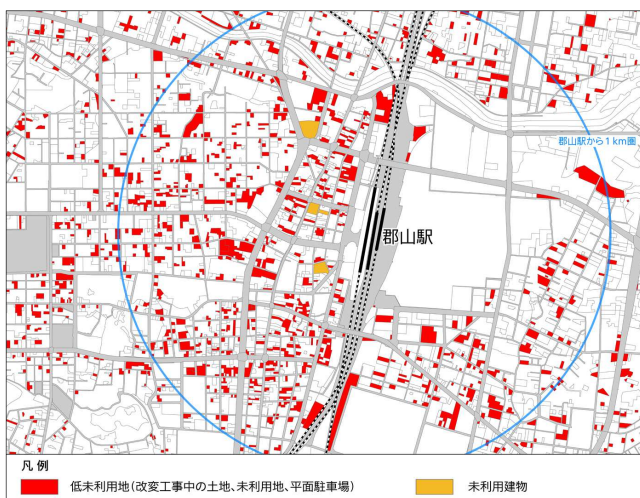 郡山駅から1km圏
郡山駅
凡例
低未利用地(改変工事中の土地、未利用地、平面駐車場)
未利用建物